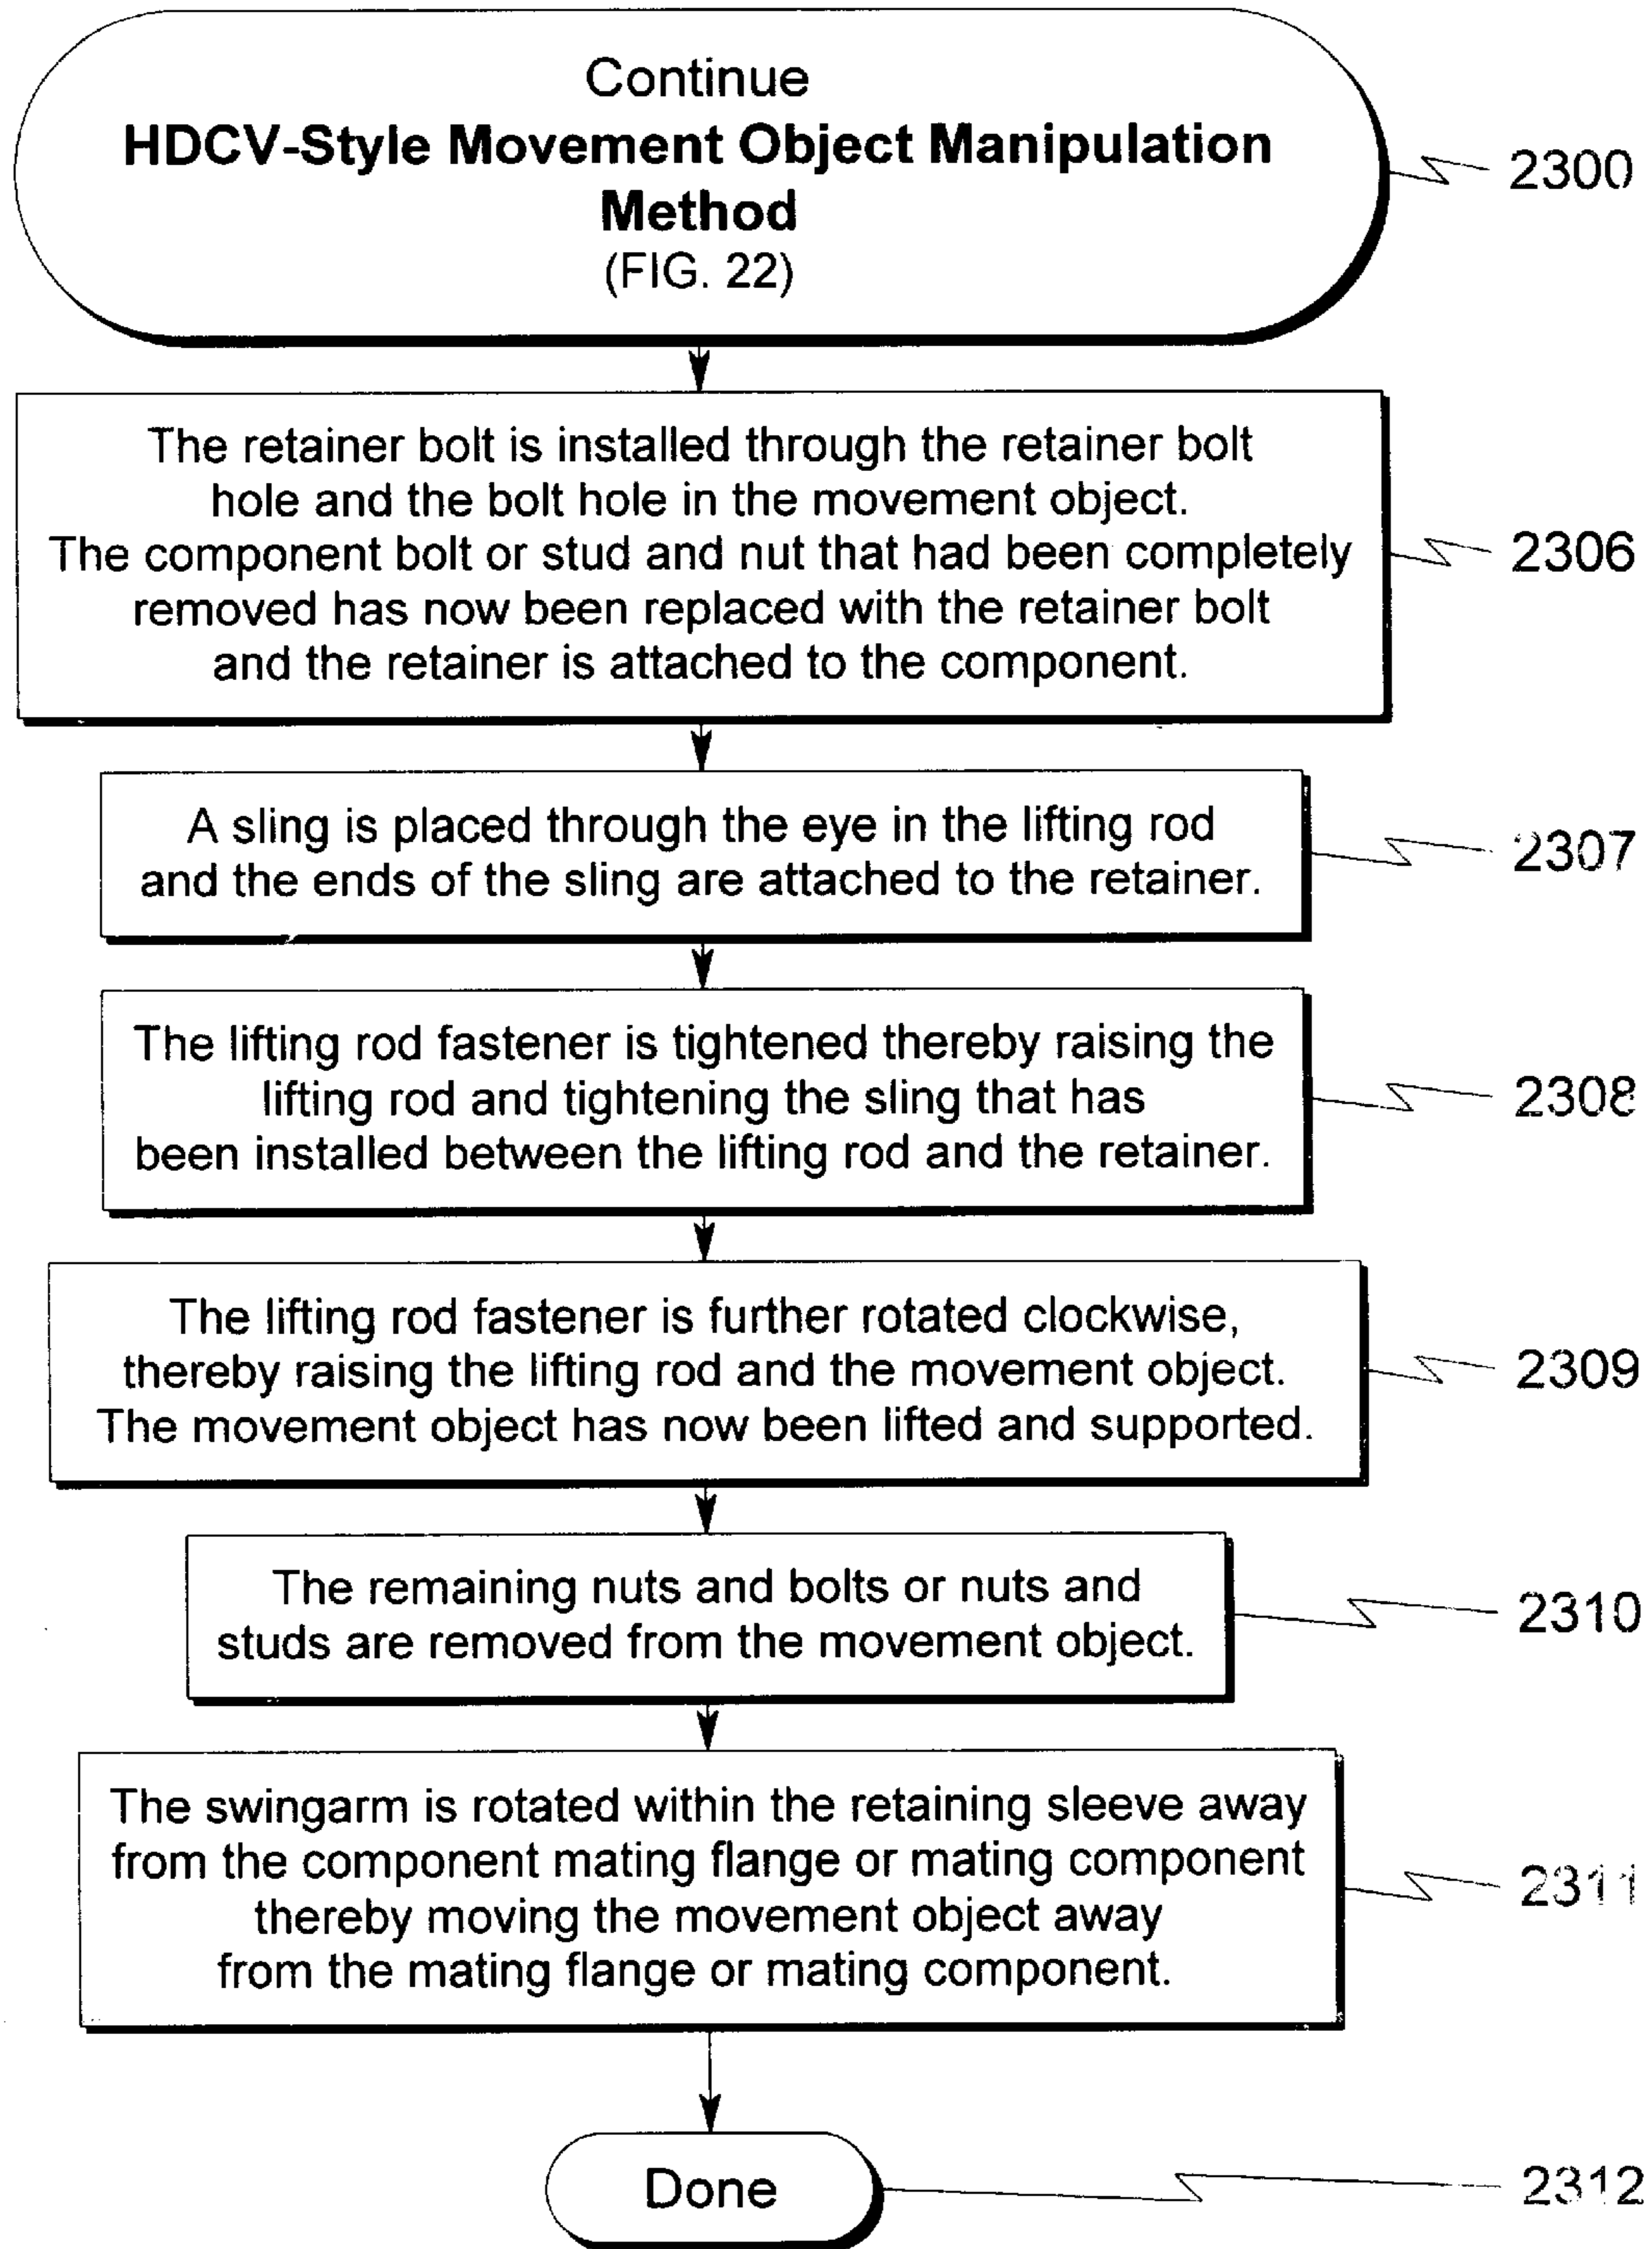 Continue
HDCV-Style Movement Object Manipulation
Method
(FIG. 22)
2300
The retainer bolt is installed through the retainer bolt
hole and the bolt hole in the movement object.
The component bolt or stud and nut that had been completely
removed has now been replaced with the retainer bolt
and the retainer is attached to the component.
2306
A sling is placed through the eye in the lifting rod
and the ends of the sling are attached to the retainer.
2307
The lifting rod fastener is tightened thereby raising the
lifting rod and tightening the sling that has
been installed between the lifting rod and the retainer.
2308
The lifting rod fastener is further rotated clockwise,
thereby raising the lifting rod and the movement object.
The movement object has now been lifted and supported.
2309
The remaining nuts and bolts or nuts and
studs are removed from the movement object.
2310
The swingarm is rotated within the retaining sleeve away
from the component mating flange or mating component
thereby moving the movement object away
from the mating flange or mating component.
2311
Done
2312